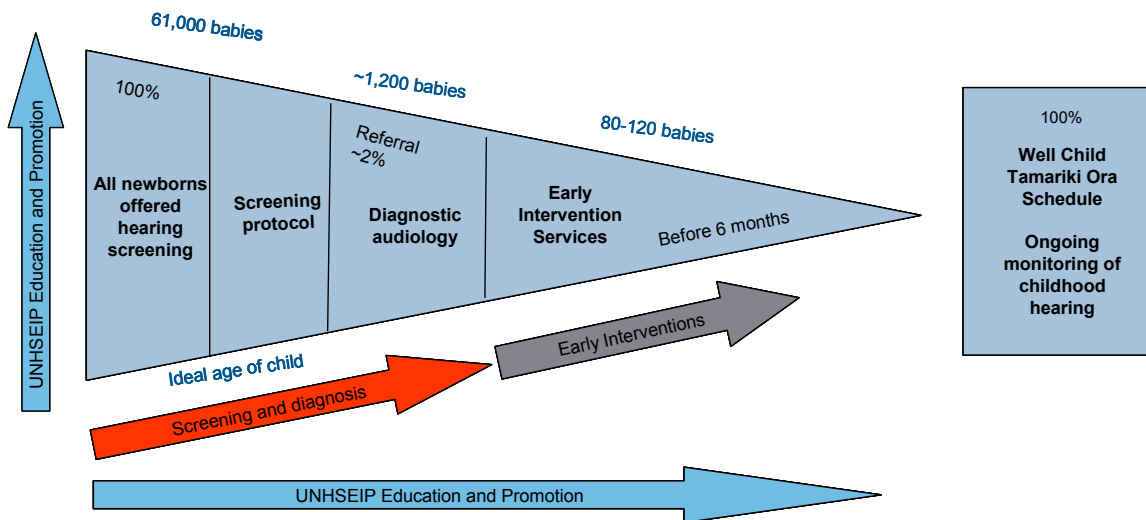 61,000 babies
~1,200 babies
80-120 babies
UNHSEIP Education and Promotion
100%
All newborns
offered
hearing
screening
Screening
protocol
Referral
~2%
Diagnostic
audiology
Early
Intervention
Services
Before 6 months
100%
Well Child
Tamariki Ora
Schedule
Ongoing
monitoring of
childhood
hearing
Ideal age of child
Screening and diagnosis
Early Interventions
UNHSEIP Education and Promotion